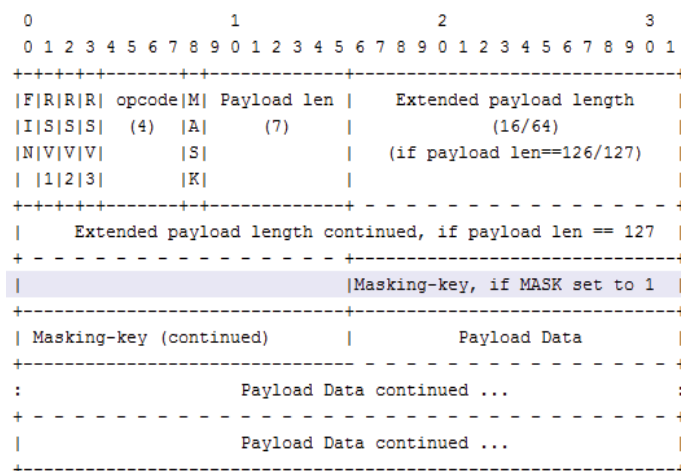 0                   1                   2                   3
 0 1 2 3 4 5 6 7 8 9 0 1 2 3 4 5 6 7 8 9 0 1 2 3 4 5 6 7 8 9 0 1
+-+-+-+-+-------+-+-------------+-------------------------------+
|F|R|R|R| opcode|M| Payload len |    Extended payload length    |
|I|S|S|S|  (4)  |A|     (7)     |             (16/64)           |
|N|V|V|V|       |S|             |   (if payload len==126/127)   |
| |1|2|3|       |K|             |                               |
+-+-+-+-+-------+-+-------------+ - - - - - - - - - - - - - - - +
|     Extended payload length continued, if payload len == 127  |
+ - - - - - - - - - - - - - - - +-------------------------------+
|                               |Masking-key, if MASK set to 1  |
+-------------------------------+-------------------------------+
| Masking-key (continued)       |          Payload Data         |
+-------------------------------- - - - - - - - - - - - - - - - +
:                     Payload Data continued ...                :
+ - - - - - - - - - - - - - - - - - - - - - - - - - - - - - - - +
|                     Payload Data continued ...                |
+---------------------------------------------------------------+